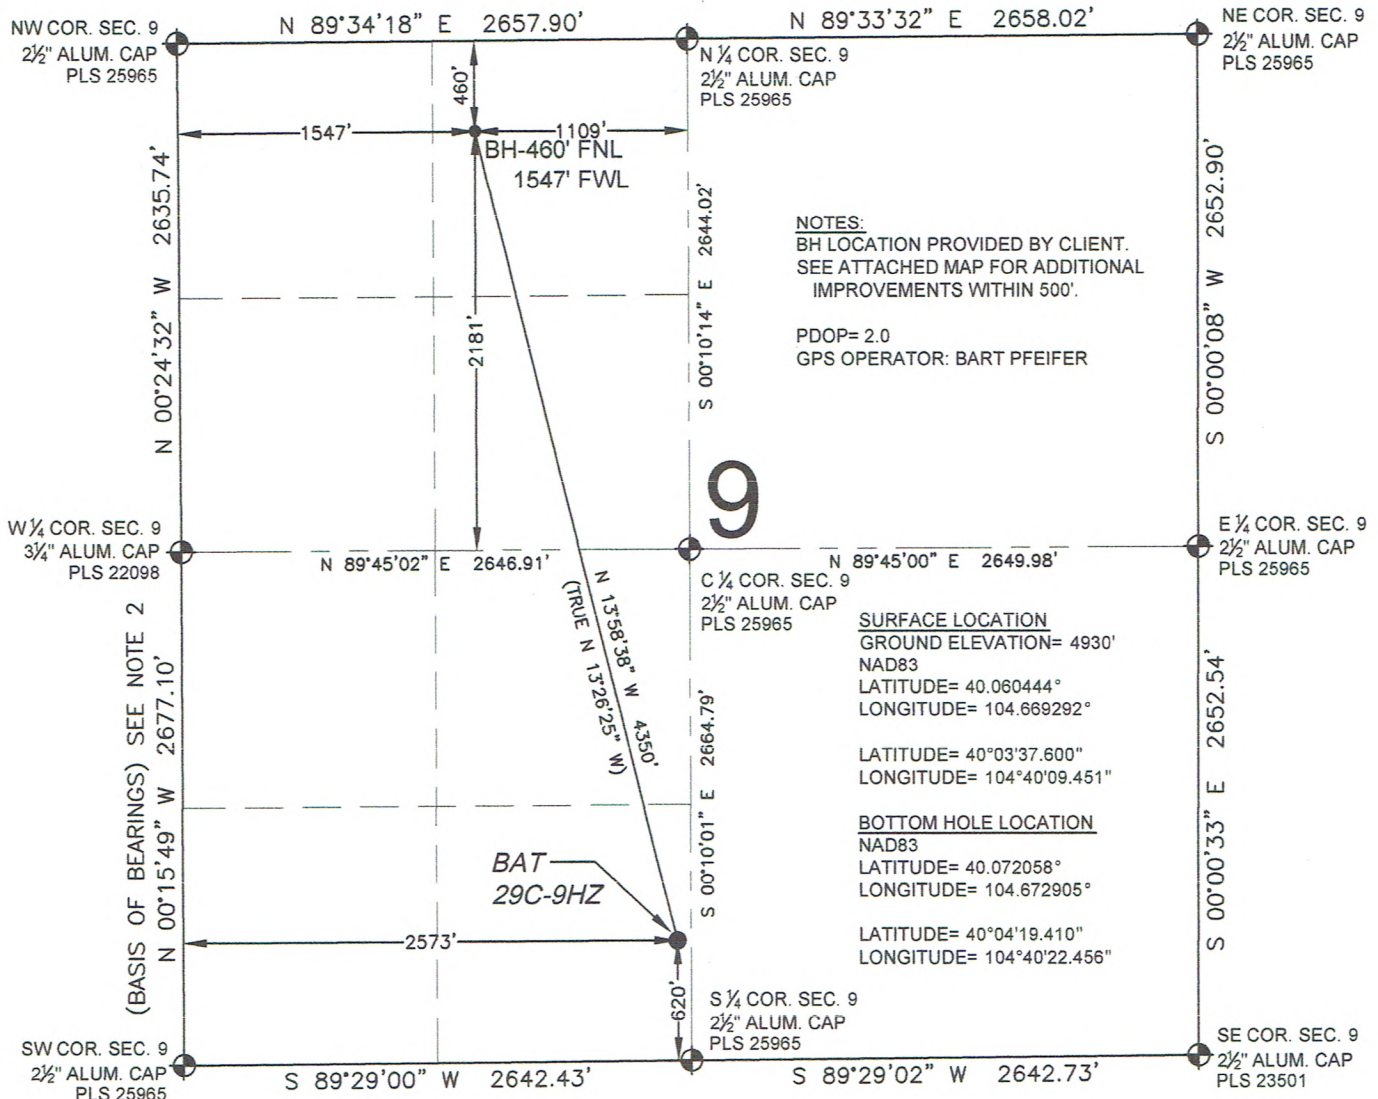 NW COR. SEC. 9
2½" ALUM. CAP
PLS 25965
N 89°34'18" E 2657.90'
N 89°33'32" E 2658.02'
NE COR. SEC. 9
2½" ALUM. CAP
PLS 25965
N ¼ COR. SEC. 9
2½" ALUM. CAP
PLS 25965
460'
1547'
1109'
BH-460' FNL
1547' FWL
N 00°24'32" W 2635.74'
2181'
S 00°10'14" E 2644.02'
NOTES:
BH LOCATION PROVIDED BY CLIENT.
SEE ATTACHED MAP FOR ADDITIONAL
IMPROVEMENTS WITHIN 500'.
PDOP= 2.0
GPS OPERATOR: BART PFEIFER
S 00°00'08" W 2652.90'
9
W ¼ COR. SEC. 9
3¼" ALUM. CAP
PLS 22098
N 89°45'02" E 2646.91'
N 89°45'00" E 2649.98'
E ¼ COR. SEC. 9
2½" ALUM. CAP
PLS 25965
C ¼ COR. SEC. 9
2½" ALUM. CAP
PLS 25965
N 13°58'38" W 4350'
(TRUE N 13°26'25" W)
(BASIS OF BEARINGS) SEE NOTE 2
N 00°15'49" W 2677.10'
S 00°10'01" E 2664.79'
SURFACE LOCATION
GROUND ELEVATION= 4930'
NAD83
LATITUDE= 40.060444°
LONGITUDE= 104.669292°
LATITUDE= 40°03'37.600"
LONGITUDE= 104°40'09.451"
BOTTOM HOLE LOCATION
NAD83
LATITUDE= 40.072058°
LONGITUDE= 104.672905°
LATITUDE= 40°04'19.410"
LONGITUDE= 104°40'22.456"
S 00°00'33" E 2652.54'
BAT
29C-9HZ
2573'
620'
S ¼ COR. SEC. 9
2½" ALUM. CAP
PLS 25965
SW COR. SEC. 9
2½" ALUM. CAP
PLS 25965
S 89°29'00" W 2642.43'
S 89°29'02" W 2642.73'
SE COR. SEC. 9
2½" ALUM. CAP
PLS 23501